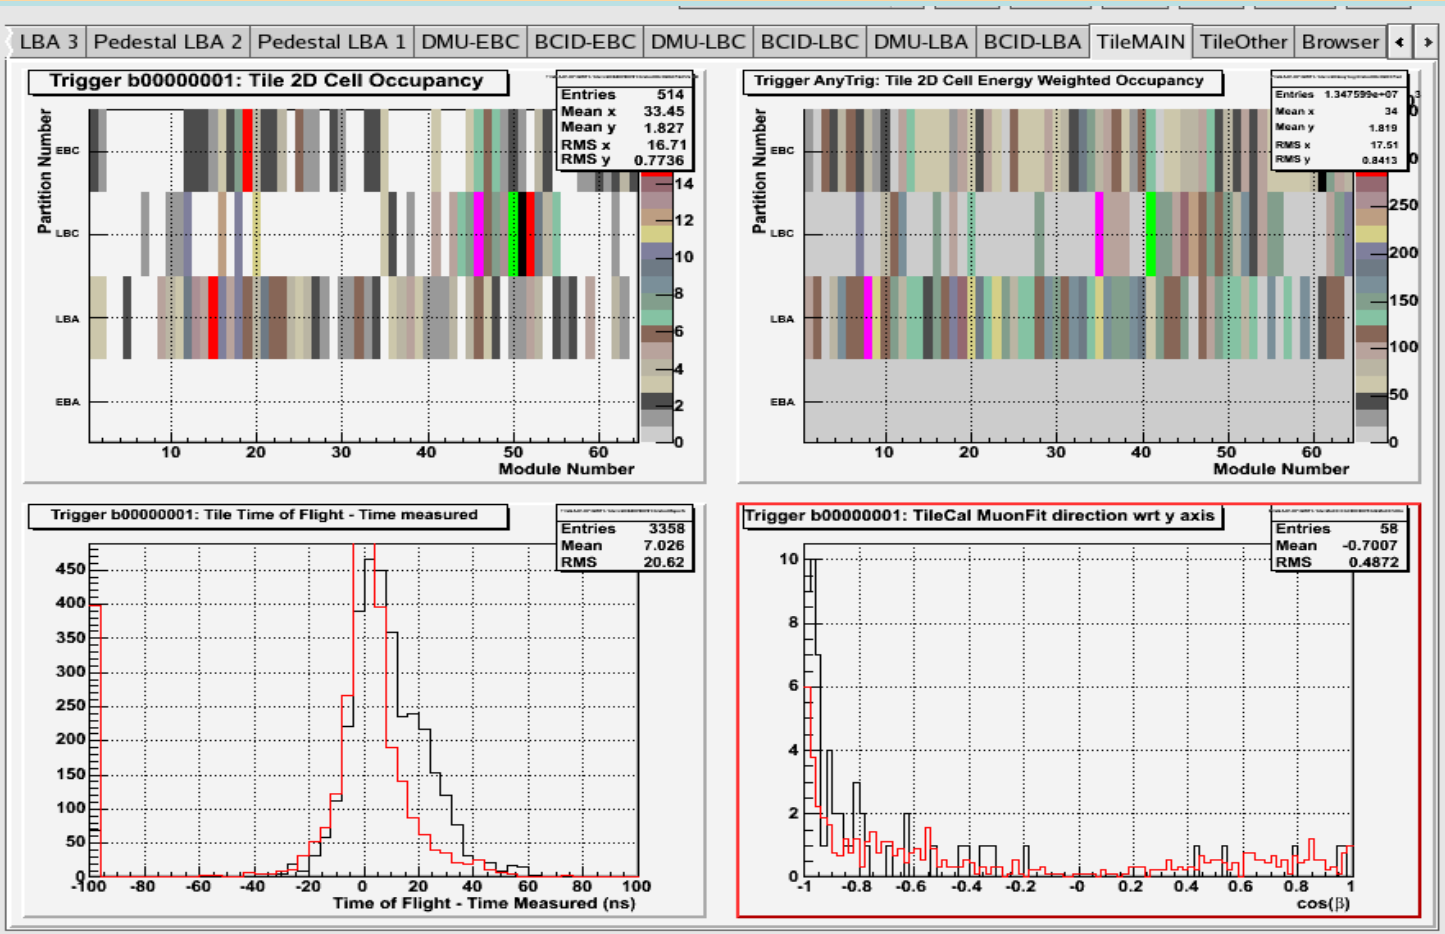 LBA 3 Pedestal LBA 2 Pedestal LBA 1 DMU-EBC BCID-EBC DMU-LBC BCID-LBC DMU-LBA BCID-LBA TileMAIN TileOther Browser
Trigger b00000001: Tile 2D Cell Occupancy
Entries 514
Mean x 33.45
Mean y 1.827
RMS x 16.71
RMS y 0.7736
Partition Number
EBC
LBC
LBA
EBA
14
12
10
8
6
4
2
0
10 20 30 40 50 60
Module Number
Trigger AnyTrig: Tile 2D Cell Energy Weighted Occupancy
Entries 1.347599e+07
Mean x 34
Mean y 1.819
RMS x 17.51
RMS y 0.8413
Partition Number
EBC
LBC
LBA
EBA
250
200
150
100
50
0
10 20 30 40 50 60
Module Number
Trigger b00000001: Tile Time of Flight - Time measured
Entries 3358
Mean 7.026
RMS 20.62
450
400
350
300
250
200
150
100
50
0
-100 -80 -60 -40 -20 0 20 40 60 80 100
Time of Flight - Time Measured (ns)
Trigger b00000001: TileCal MuonFit direction wrt y axis
Entries 58
Mean -0.7007
RMS 0.4872
10
8
6
4
2
0
-1 -0.8 -0.6 -0.4 -0.2 -0 0.2 0.4 0.6 0.8 1
cos(β)